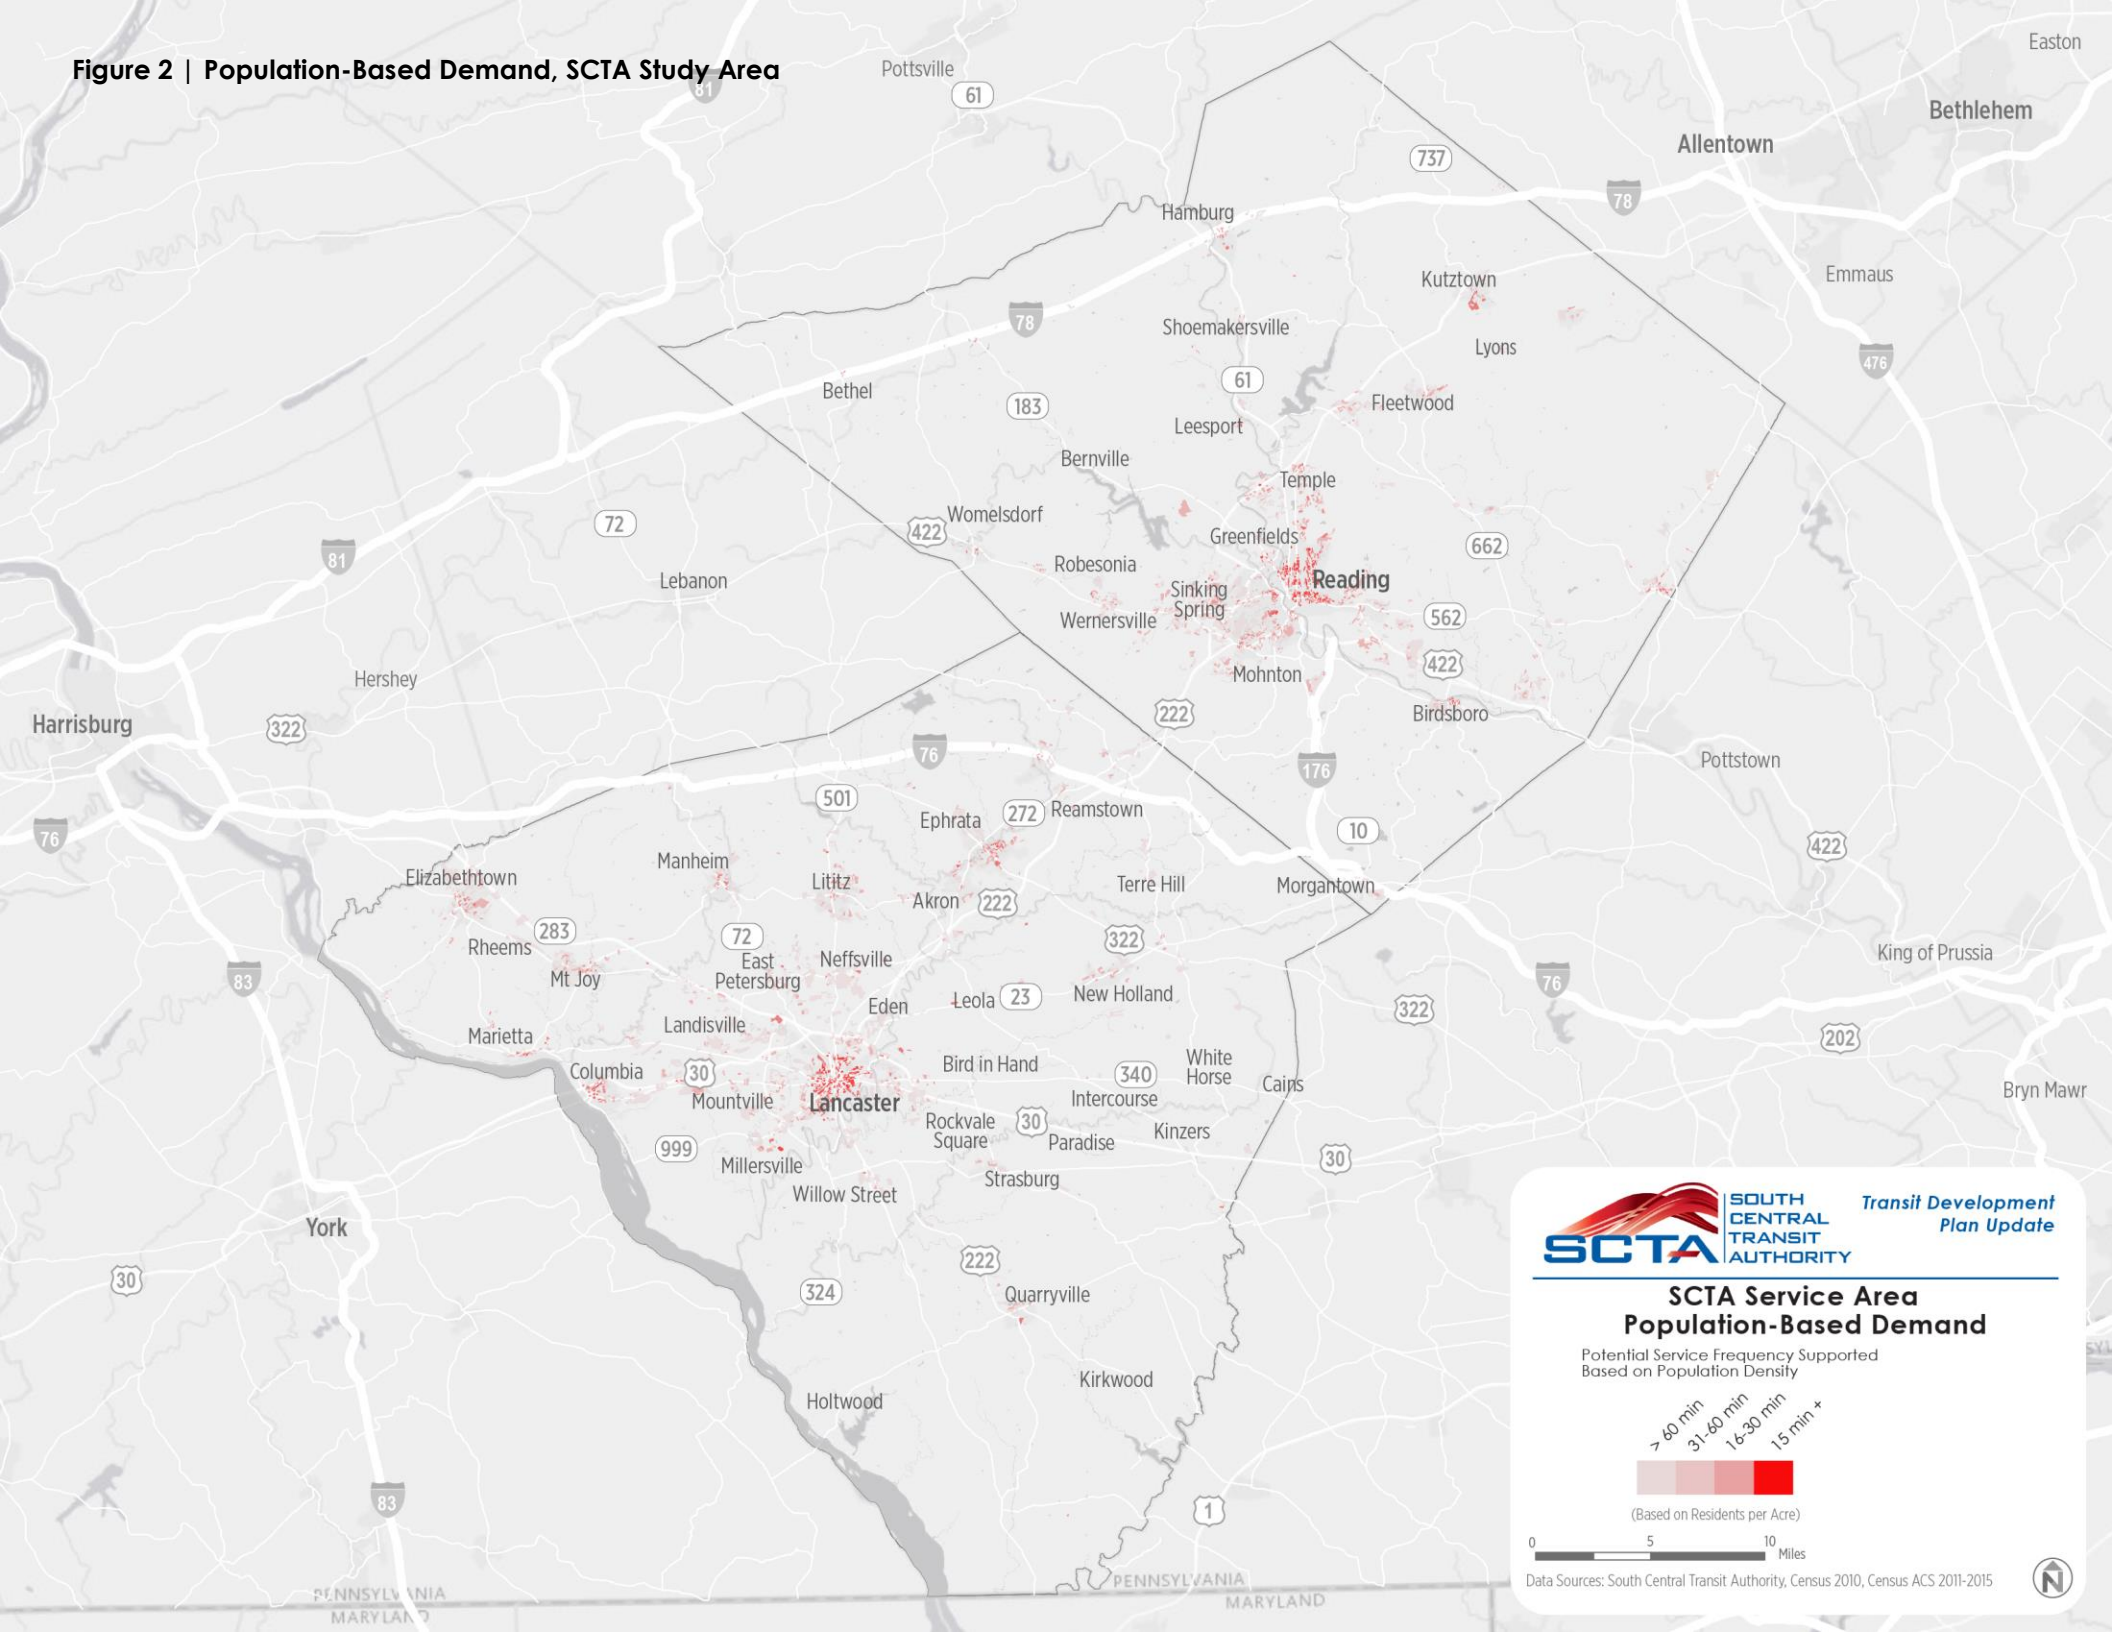 Figure 2 | Population-Based Demand, SCTA Study Area
81
Pottsville
61
Easton
Bethlehem
Allentown
737
78
Hamburg
Kutztown
Emmaus
78
Shoemakersville
Lyons
476
Bethel
61
183
Fleetwood
Leesport
Bernville
Temple
72
422
Womelsdorf
Greenfields
662
81
Robesonia
Lebanon
Reading
Sinking
Spring
Wernersville
562
Hershey
422
Mohnton
222
Birdsboro
Harrisburg
322
76
Pottstown
176
501
Ephrata
272
Reamstown
10
76
422
Manheim
Elizabethtown
Lititz
Akron
222
Terre Hill
Morgantown
283
72
322
Rheems
East
Petersburg
Neffsville
King of Prussia
Mt Joy
83
76
Eden
Leola
23
New Holland
322
Landisville
Marietta
202
Columbia
30
Bird in Hand
White
Horse
340
Cains
Bryn Mawr
Mountville
Lancaster
Intercourse
Rockvale
Square
30
Paradise
Kinzers
999
30
Millersville
Strasburg
Willow Street
York
222
30
324
Quarryville
Kirkwood
Holtwood
83
1
PENNSYLVANIA
MARYLAND
PENNSYLVANIA
MARYLAND
SCTA
SOUTH
CENTRAL
TRANSIT
AUTHORITY
Transit Development
Plan Update
SCTA Service Area
Population-Based Demand
Potential Service Frequency Supported
Based on Population Density
> 60 min
31-60 min
16-30 min
15 min +
(Based on Residents per Acre)
0 5 10
Miles
Data Sources: South Central Transit Authority, Census 2010, Census ACS 2011-2015
N